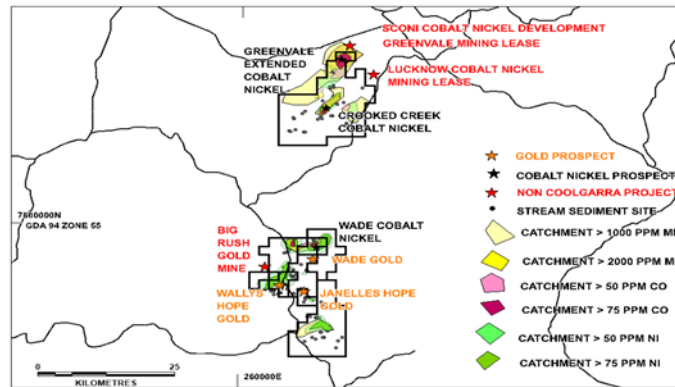 SCONI COBALT NICKEL DEVELOPMENT
GREENVALE MINING LEASE
GREENVALE
EXTENDED
COBALT
NICKEL
LUCKNOW COBALT NICKEL
MINING LEASE
CROOKED CREEK
COBALT NICKEL
GOLD PROSPECT
COBALT NICKEL PROSPECT
NON COOLGARRA PROJECT
STREAM SEDIMENT SITE
GDA 94 ZONE 55
BIG
RUSH
GOLD
MINE
WADE COBALT
NICKEL
WADE GOLD
WALLYS
HOPE
GOLD
JANELLES HOPE
GOLD
CATCHMENT > 1000 PPM
CATCHMENT > 2000 PPM
CATCHMENT > 50 PPM CO
CATCHMENT > 75 PPM CO
CATCHMENT > 50 PPM NI
CATCHMENT > 75 PPM NI
0 25
KILOMETRES
260000E